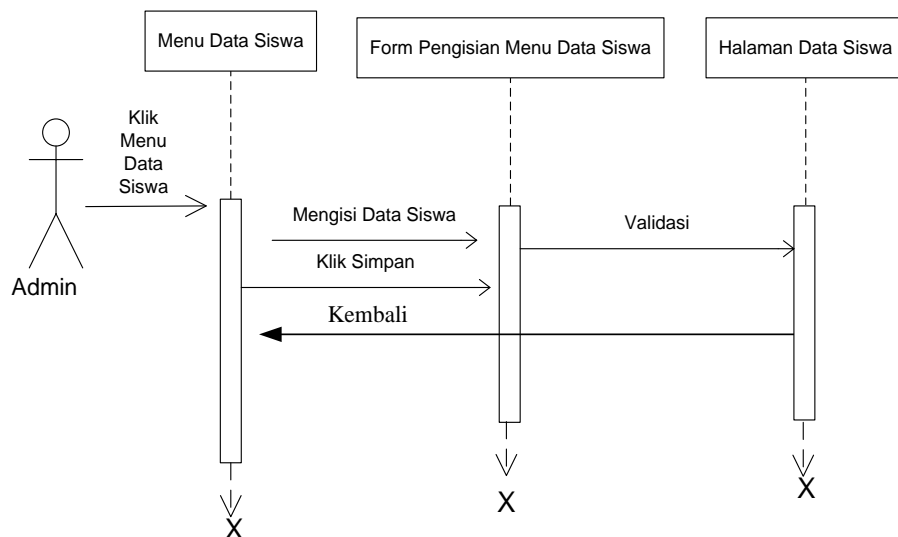 Menu Data Siswa
Form Pengisian Menu Data Siswa
Halaman Data Siswa
Klik
Menu
Data
Siswa
Admin
Mengisi Data Siswa
Validasi
Klik Simpan
Kembali
X
X
X